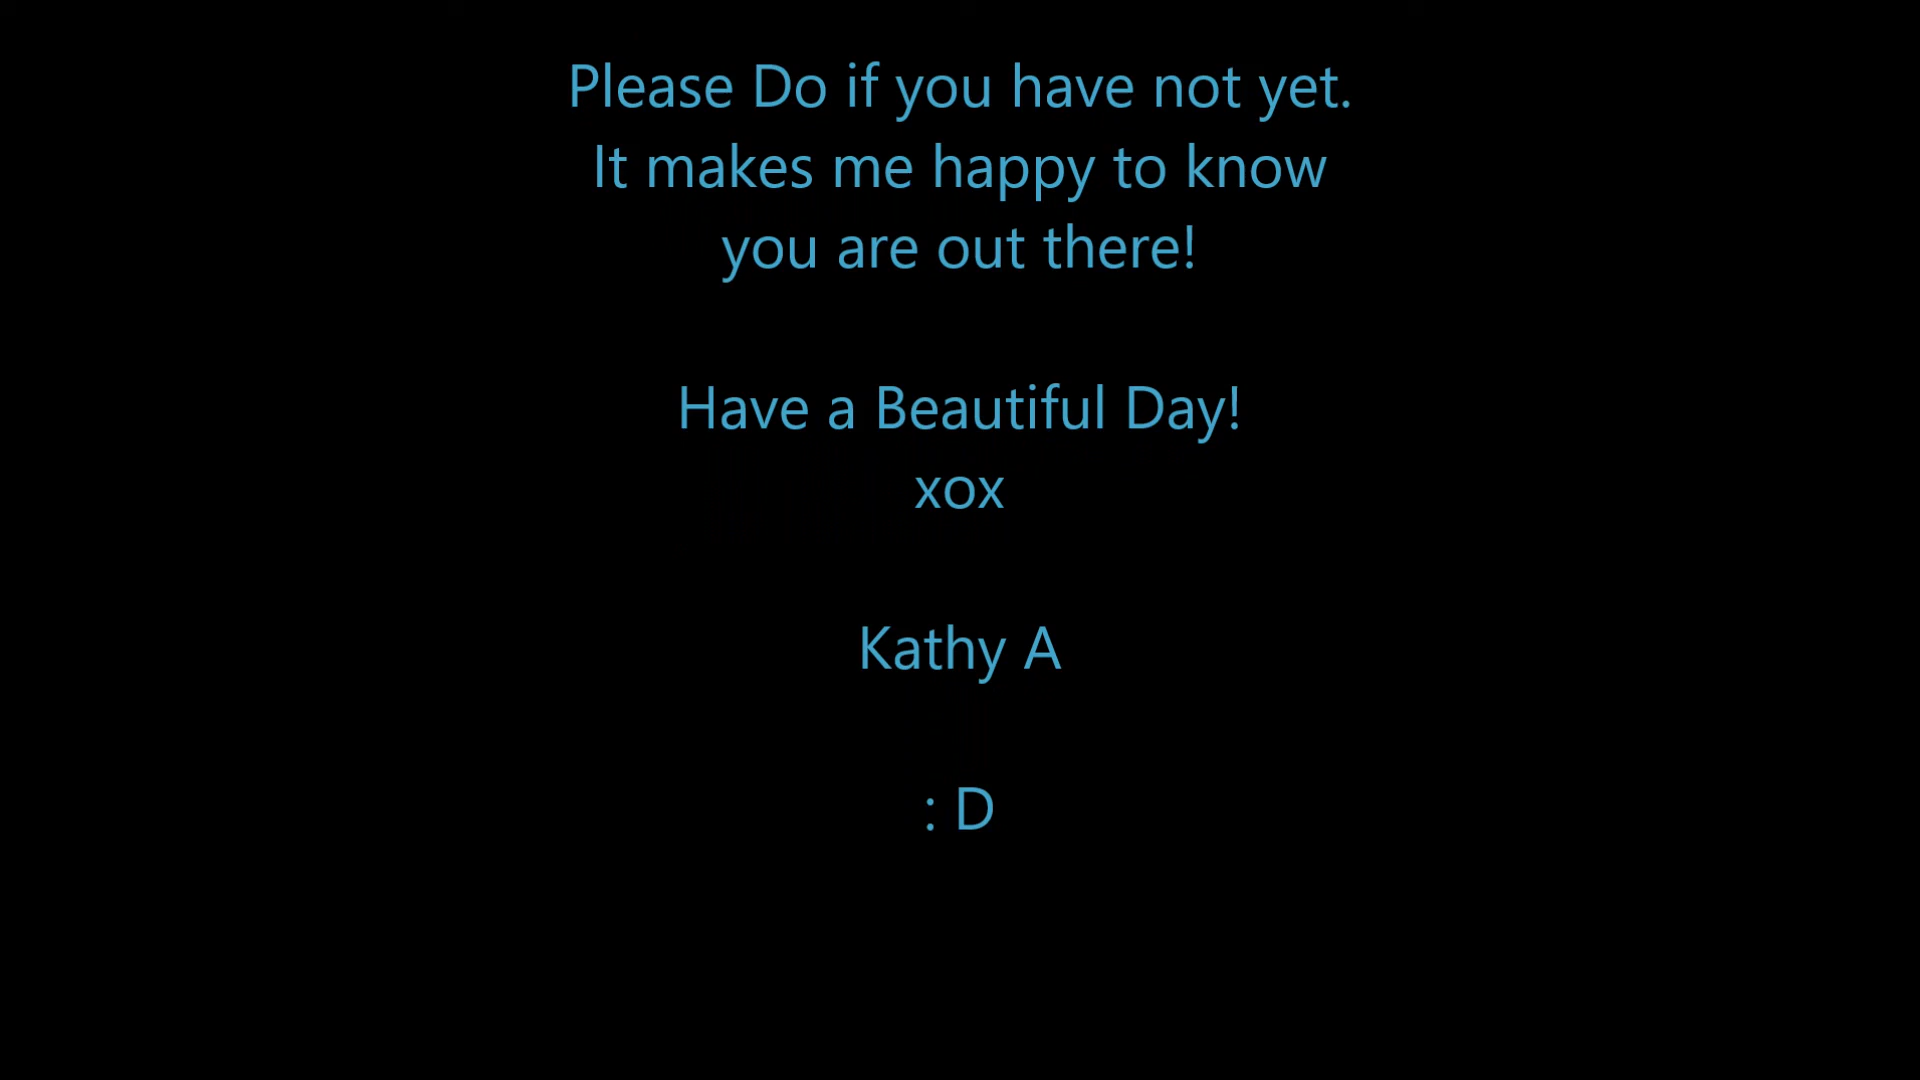 Please Do if you have not yet.
It makes me happy to know
you are out there!
Have a Beautiful Day!
xox
Kathy A
: D